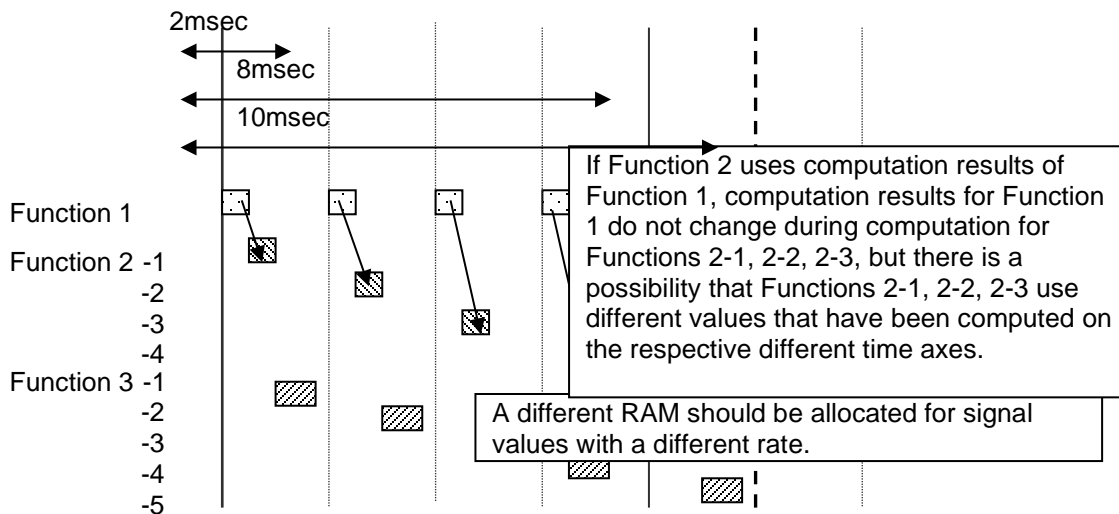 2msec
8msec
10msec
If Function 2 uses computation results of
Function 1, computation results for Function
1 do not change during computation for
Functions 2-1, 2-2, 2-3, but there is a
possibility that Functions 2-1, 2-2, 2-3 use
different values that have been computed on
the respective different time axes.
Function 1
Function 2 -1
-2
-3
-4
Function 3 -1
-2
-3
-4
-5
A different RAM should be allocated for signal
values with a different rate.